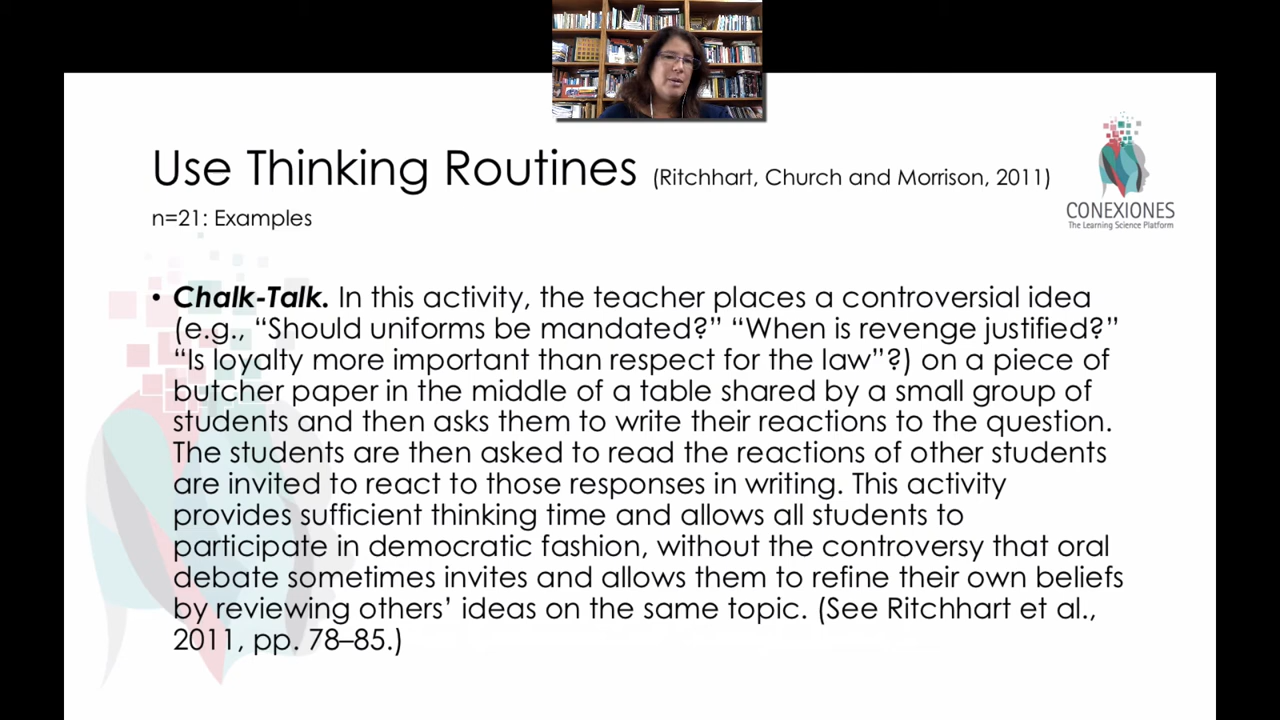 Use Thinking Routines (Ritchhart, Church and Morrison, 2011)
n=21: Examples
CONEXIONES
The Learning Science Platform
• Chalk-Talk. In this activity, the teacher places a controversial idea
(e.g., “Should uniforms be mandated?” “When is revenge justified?”
“Is loyalty more important than respect for the law”?) on a piece of
butcher paper in the middle of a table shared by a small group of
students and then asks them to write their reactions to the question.
The students are then asked to read the reactions of other students
are invited to react to those responses in writing. This activity
provides sufficient thinking time and allows all students to
participate in democratic fashion, without the controversy that oral
debate sometimes invites and allows them to refine their own beliefs
by reviewing others’ ideas on the same topic. (See Ritchhart et al.,
2011, pp. 78–85.)